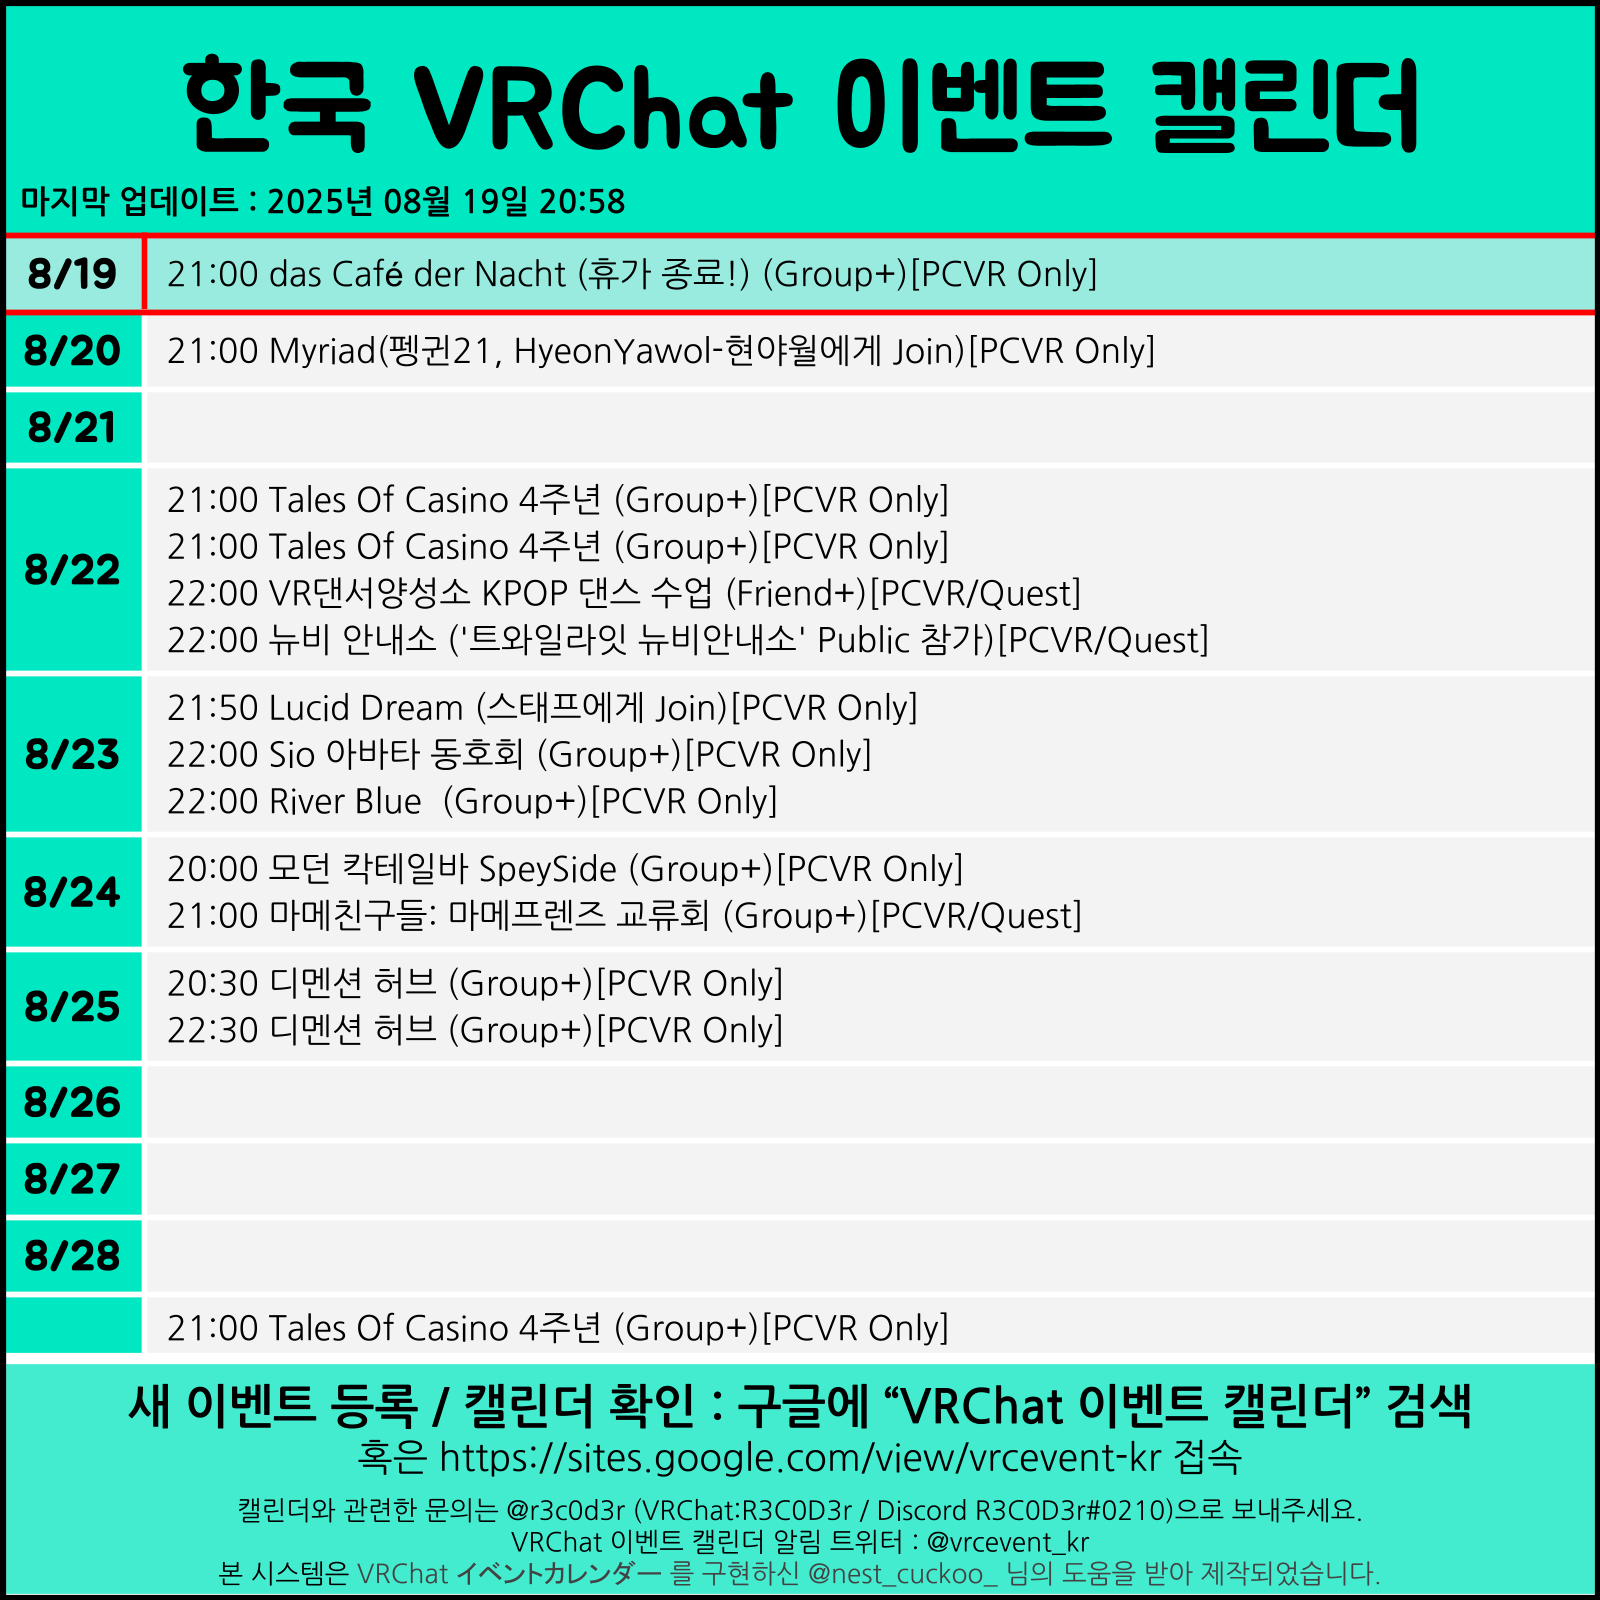 한국 VRChat 이벤트 캘린더
마지막 업데이트 : 2025년 08월 19일 20:58
8/19 21:00 das Café der Nacht (휴가 종료!) (Group+)[PCVR Only]
8/20 21:00 Myriad(펭귄21, HyeonYawol-현야월에게 Join)[PCVR Only]
8/21
8/22
21:00 Tales Of Casino 4주년 (Group+)[PCVR Only]
21:00 Tales Of Casino 4주년 (Group+)[PCVR Only]
22:00 VR댄서양성소 KPOP 댄스 수업 (Friend+)[PCVR/Quest]
22:00 뉴비 안내소 ('트와일라잇 뉴비안내소' Public 참가)[PCVR/Quest]
8/23
21:50 Lucid Dream (스태프에게 Join)[PCVR Only]
22:00 Sio 아바타 동호회 (Group+)[PCVR Only]
22:00 River Blue  (Group+)[PCVR Only]
8/24
20:00 모던 칵테일바 SpeySide (Group+)[PCVR Only]
21:00 마메친구들: 마메프렌즈 교류회 (Group+)[PCVR/Quest]
8/25
20:30 디멘션 허브 (Group+)[PCVR Only]
22:30 디멘션 허브 (Group+)[PCVR Only]
8/26
8/27
8/28
21:00 Tales Of Casino 4주년 (Group+)[PCVR Only]
새 이벤트 등록 / 캘린더 확인 : 구글에 “VRChat 이벤트 캘린더” 검색
혹은 https://sites.google.com/view/vrcevent-kr 접속
캘린더와 관련한 문의는 @r3c0d3r (VRChat:R3C0D3r / Discord R3C0D3r#0210)으로 보내주세요.
VRChat 이벤트 캘린더 알림 트위터 : @vrcevent_kr
본 시스템은 VRChat イベントカレンダー 를 구현하신 @nest_cuckoo_ 님의 도움을 받아 제작되었습니다.